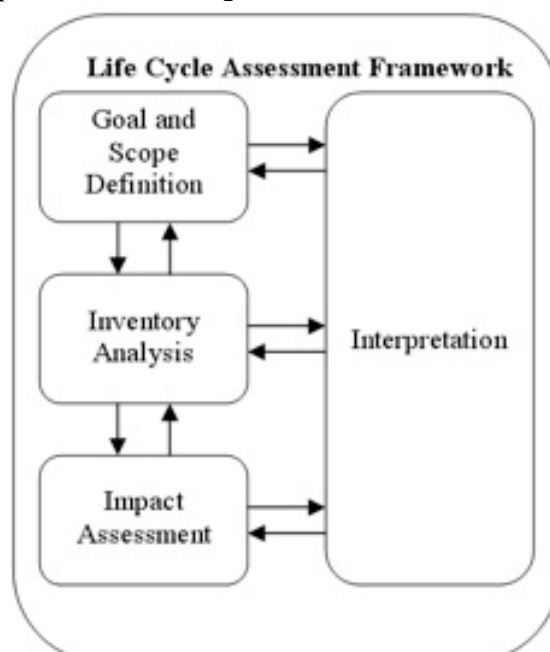 Life Cycle Assessment Framework
Goal and
Scope
Definition
Inventory
Analysis
Interpretation
Impact
Assessment